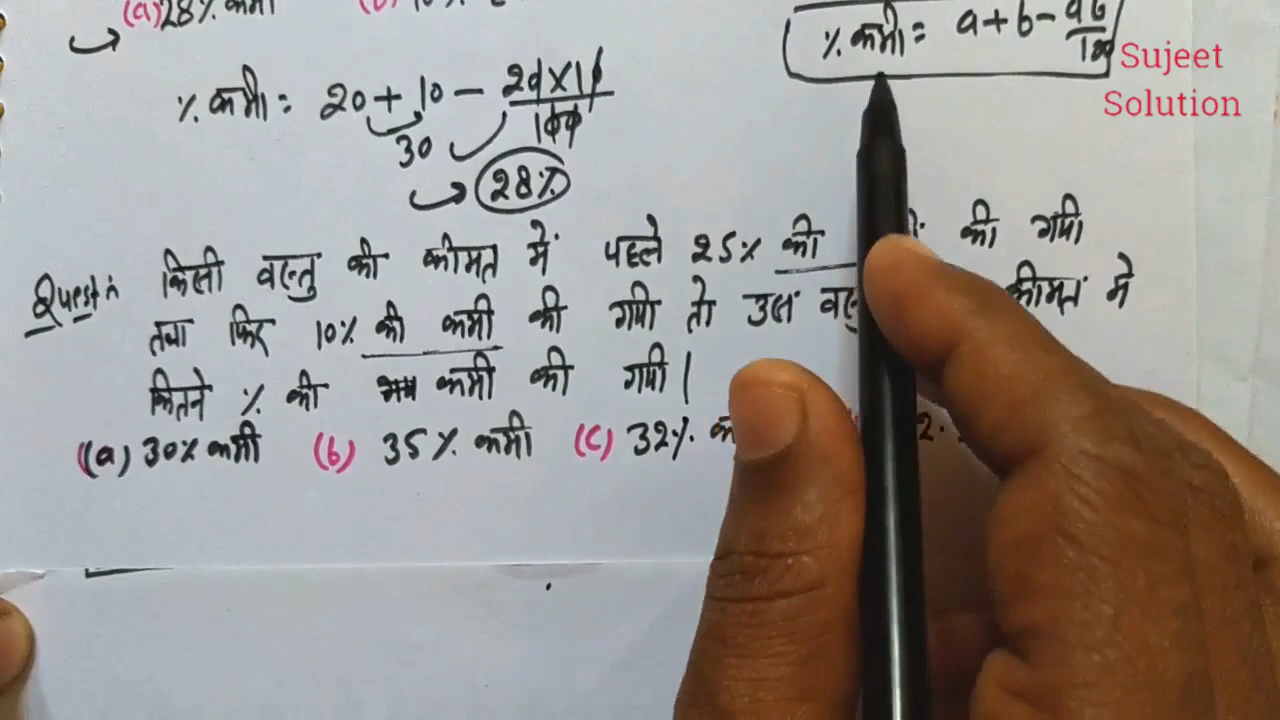 (a) 28% कमी
% कमी = a + b - ab/100
Sujeet
Solution
% कमी = 20 + 10 - 20×10/100
30
28%
Questn किसी वस्तु की कीमत में पहले 25% की की गयी
तथा फिर 10% की कमी की गयी तो उस कीमत में
कितने % की कमी की गयी |
(a) 30% कमी (b) 35% कमी (c) 32%